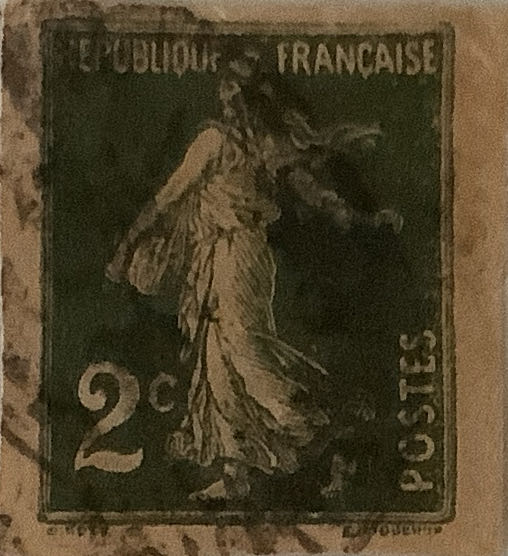 REPUBLIQUE FRANÇAISE
2c
POSTES